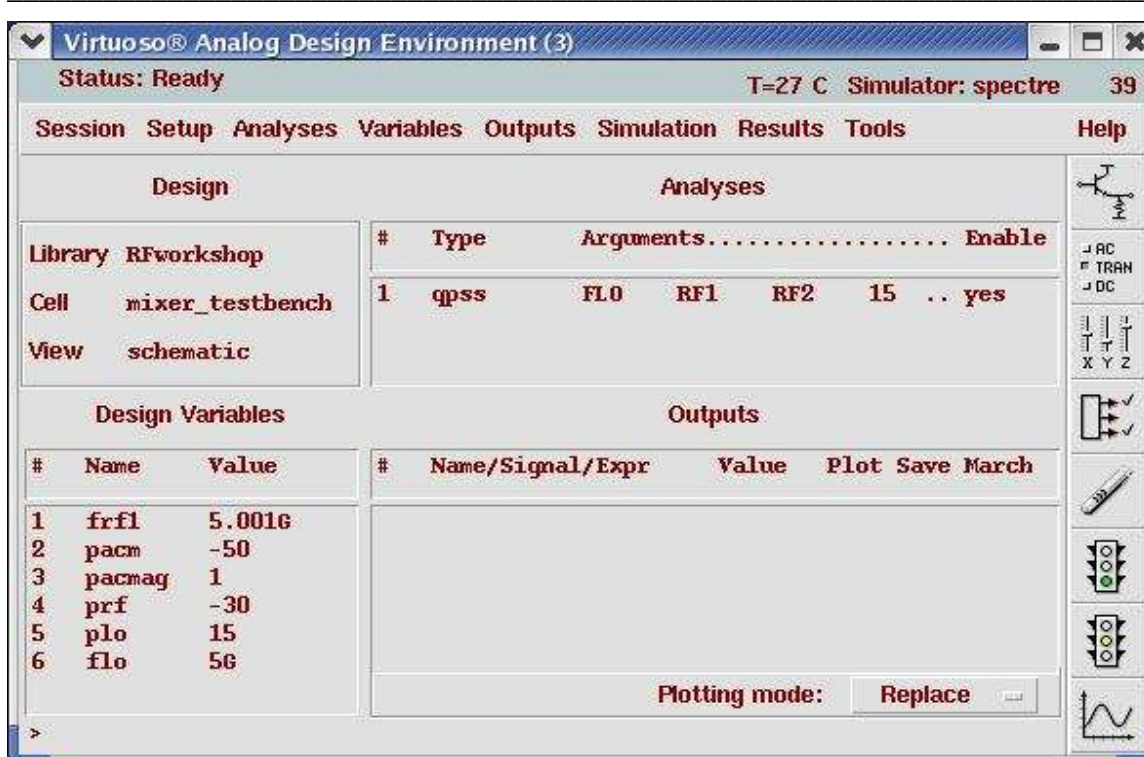 Virtuoso® Analog Design Environment (3)
Status: Ready T=27 C Simulator: spectre 39
Session Setup Analyses Variables Outputs Simulation Results Tools Help
Design
Library RFworkshop
Cell mixer_testbench
View schematic
Analyses
# Type Arguments................... Enable
1 qpss FLO RF1 RF2 15 .. yes
Design Variables
# Name Value
1 frf1 5.001G
2 pacm -50
3 pacmag 1
4 prf -30
5 plo 15
6 flo 5G
Outputs
# Name/Signal/Expr Value Plot Save March
Plotting mode: Replace
>
AC
TRAN
DC
X Y Z